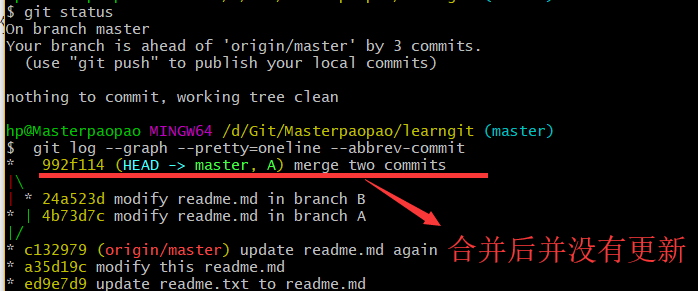 $ git status
On branch master
Your branch is ahead of 'origin/master' by 3 commits.
  (use "git push" to publish your local commits)
nothing to commit, working tree clean
hp@Masterpaopao MINGW64 /d/Git/Masterpaopao/learngit (master)
$  git log --graph --pretty=oneline --abbrev-commit
*   992f114 (HEAD -> master, A) merge two commits
|\
| * 24a523d modify readme.md in branch B
* | 4b73d7c modify readme.md in branch A
|/
* c132979 (origin/master) update readme.md again
合并后并没有更新
* a35d19c modify this readme.md
* ed9e7d9 update readme.txt to readme.md